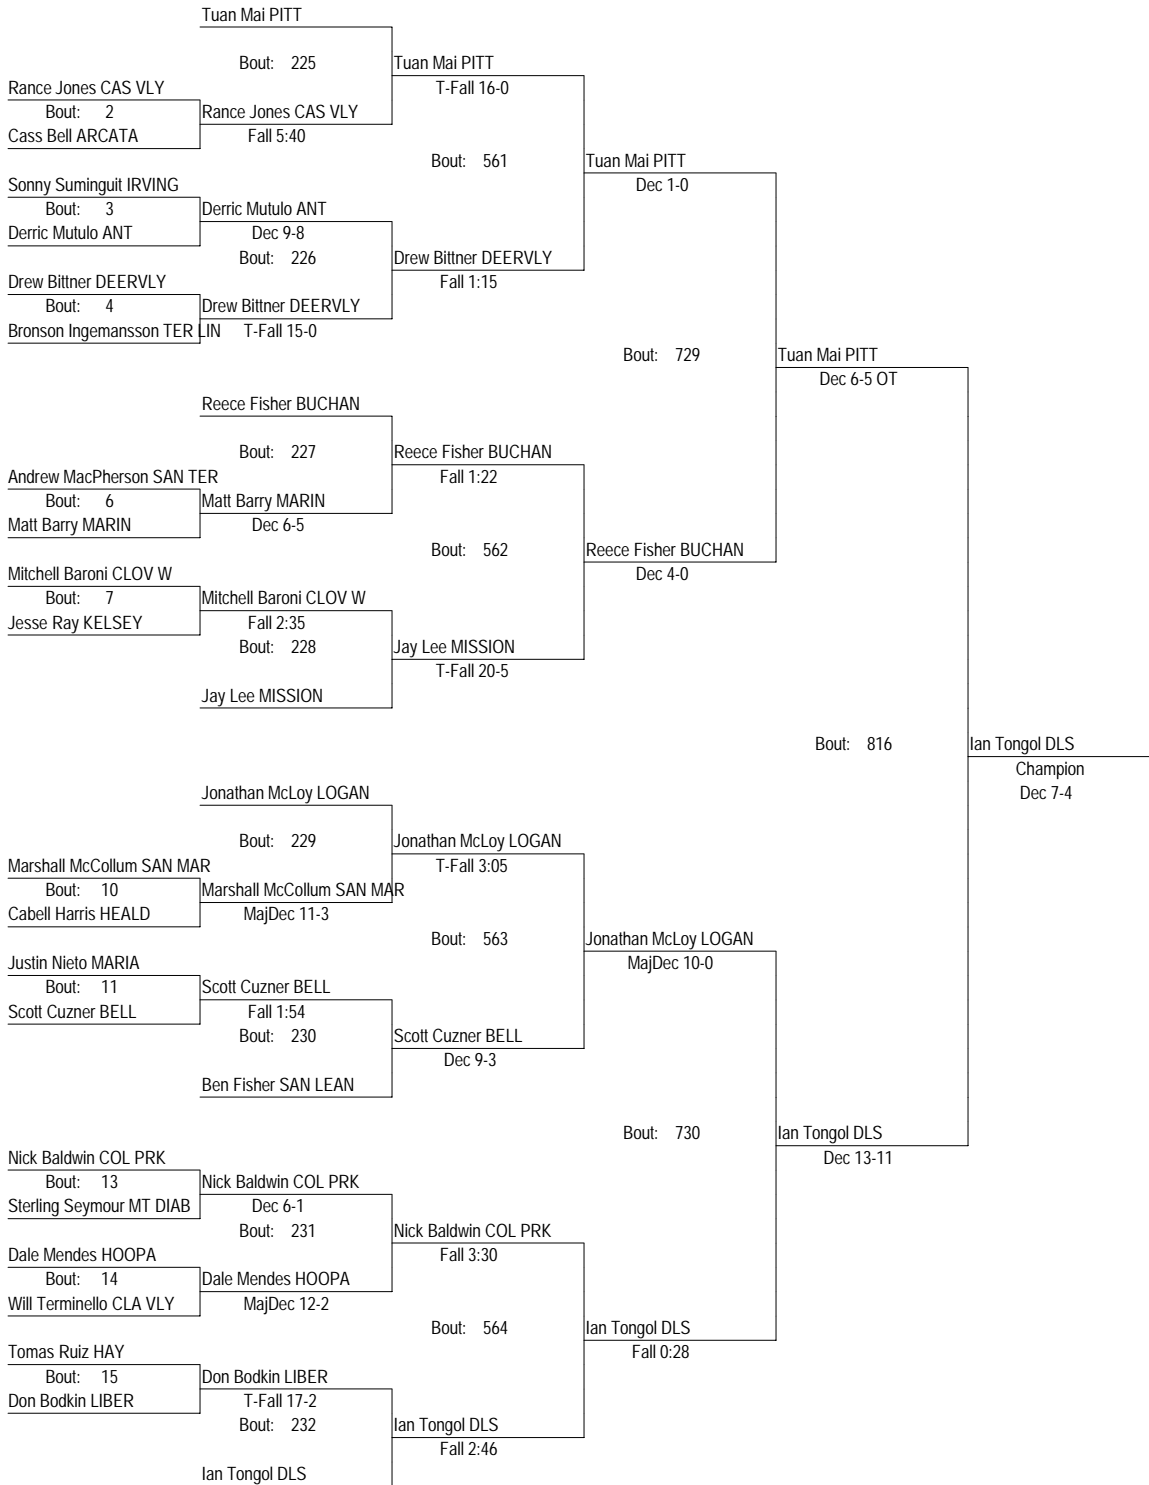 Tuan Mai PITT
Bout: 225
Tuan Mai PITT
T-Fall 16-0
Rance Jones CAS VLY
Bout: 2
Rance Jones CAS VLY
Cass Bell ARCATA
Fall 5:40
Bout: 561
Tuan Mai PITT
Dec 1-0
Sonny Suminguit IRVING
Bout: 3
Derric Mutulo ANT
Derric Mutulo ANT
Dec 9-8
Bout: 226
Drew Bittner DEERVLY
Fall 1:15
Drew Bittner DEERVLY
Bout: 4
Drew Bittner DEERVLY
Bronson Ingemansson TER LIN
T-Fall 15-0
Bout: 729
Tuan Mai PITT
Dec 6-5 OT
Reece Fisher BUCHAN
Bout: 227
Reece Fisher BUCHAN
Fall 1:22
Andrew MacPherson SAN TER
Bout: 6
Matt Barry MARIN
Matt Barry MARIN
Dec 6-5
Bout: 562
Reece Fisher BUCHAN
Dec 4-0
Mitchell Baroni CLOV W
Bout: 7
Mitchell Baroni CLOV W
Jesse Ray KELSEY
Fall 2:35
Bout: 228
Jay Lee MISSION
T-Fall 20-5
Jay Lee MISSION
Bout: 816
Ian Tongol DLS
Champion
Dec 7-4
Jonathan McLoy LOGAN
Bout: 229
Jonathan McLoy LOGAN
T-Fall 3:05
Marshall McCollum SAN MAR
Bout: 10
Marshall McCollum SAN MAR
Cabell Harris HEALD
MajDec 11-3
Bout: 563
Jonathan McLoy LOGAN
MajDec 10-0
Justin Nieto MARIA
Bout: 11
Scott Cuzner BELL
Scott Cuzner BELL
Fall 1:54
Bout: 230
Scott Cuzner BELL
Dec 9-3
Ben Fisher SAN LEAN
Bout: 730
Ian Tongol DLS
Dec 13-11
Nick Baldwin COL PRK
Bout: 13
Nick Baldwin COL PRK
Sterling Seymour MT DIAB
Dec 6-1
Bout: 231
Nick Baldwin COL PRK
Fall 3:30
Dale Mendes HOOPA
Bout: 14
Dale Mendes HOOPA
Will Terminello CLA VLY
MajDec 12-2
Bout: 564
Ian Tongol DLS
Fall 0:28
Tomas Ruiz HAY
Bout: 15
Don Bodkin LIBER
Don Bodkin LIBER
T-Fall 17-2
Bout: 232
Ian Tongol DLS
Fall 2:46
Ian Tongol DLS